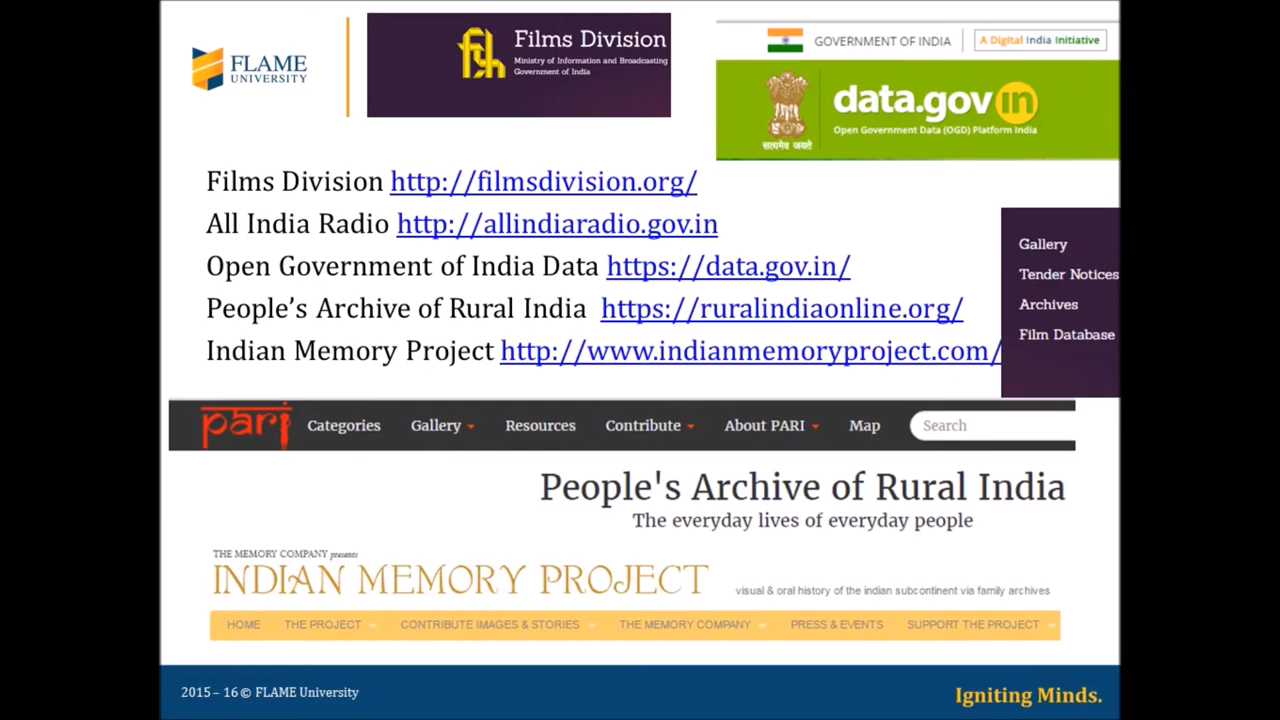 FLAME
UNIVERSITY
Films Division
Ministry of Information and Broadcasting
Government of India
GOVERNMENT OF INDIA
A Digital India Initiative
data.gov in
Open Government Data (OGD) Platform India
सत्यमेव जयते
Films Division http://filmsdivision.org/
All India Radio http://allindiaradio.gov.in
Open Government of India Data https://data.gov.in/
People’s Archive of Rural India https://ruralindiaonline.org/
Indian Memory Project http://www.indianmemoryproject.com/
Gallery
Tender Notices
Archives
Film Database
pari Categories Gallery Resources Contribute About PARI Map Search
People's Archive of Rural India
The everyday lives of everyday people
THE MEMORY COMPANY presents
INDIAN MEMORY PROJECT visual & oral history of the indian subcontinent via family archives
HOME THE PROJECT CONTRIBUTE IMAGES & STORIES THE MEMORY COMPANY PRESS & EVENTS SUPPORT THE PROJECT
2015 – 16 © FLAME University
Igniting Minds.